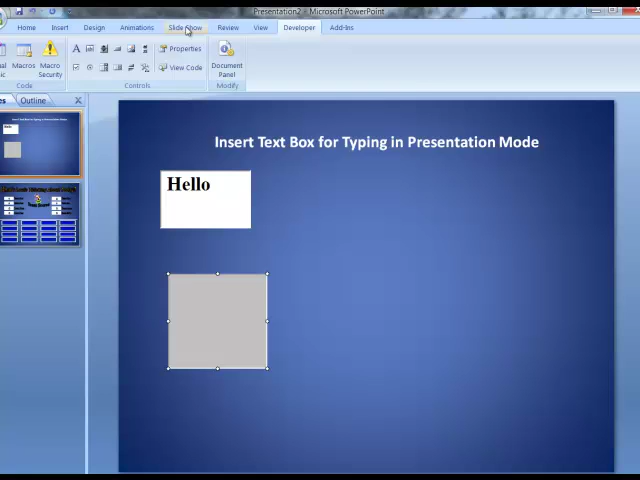 Presentation2 - Microsoft PowerPoint
Home Insert Design Animations Slide Show Review View Developer Add-Ins
A Properties
View Code
Macros Macro Security
Document Panel
Code Controls Modify
Outline X
Insert Text Box for Typing in Presentation Mode
Hello
Hello